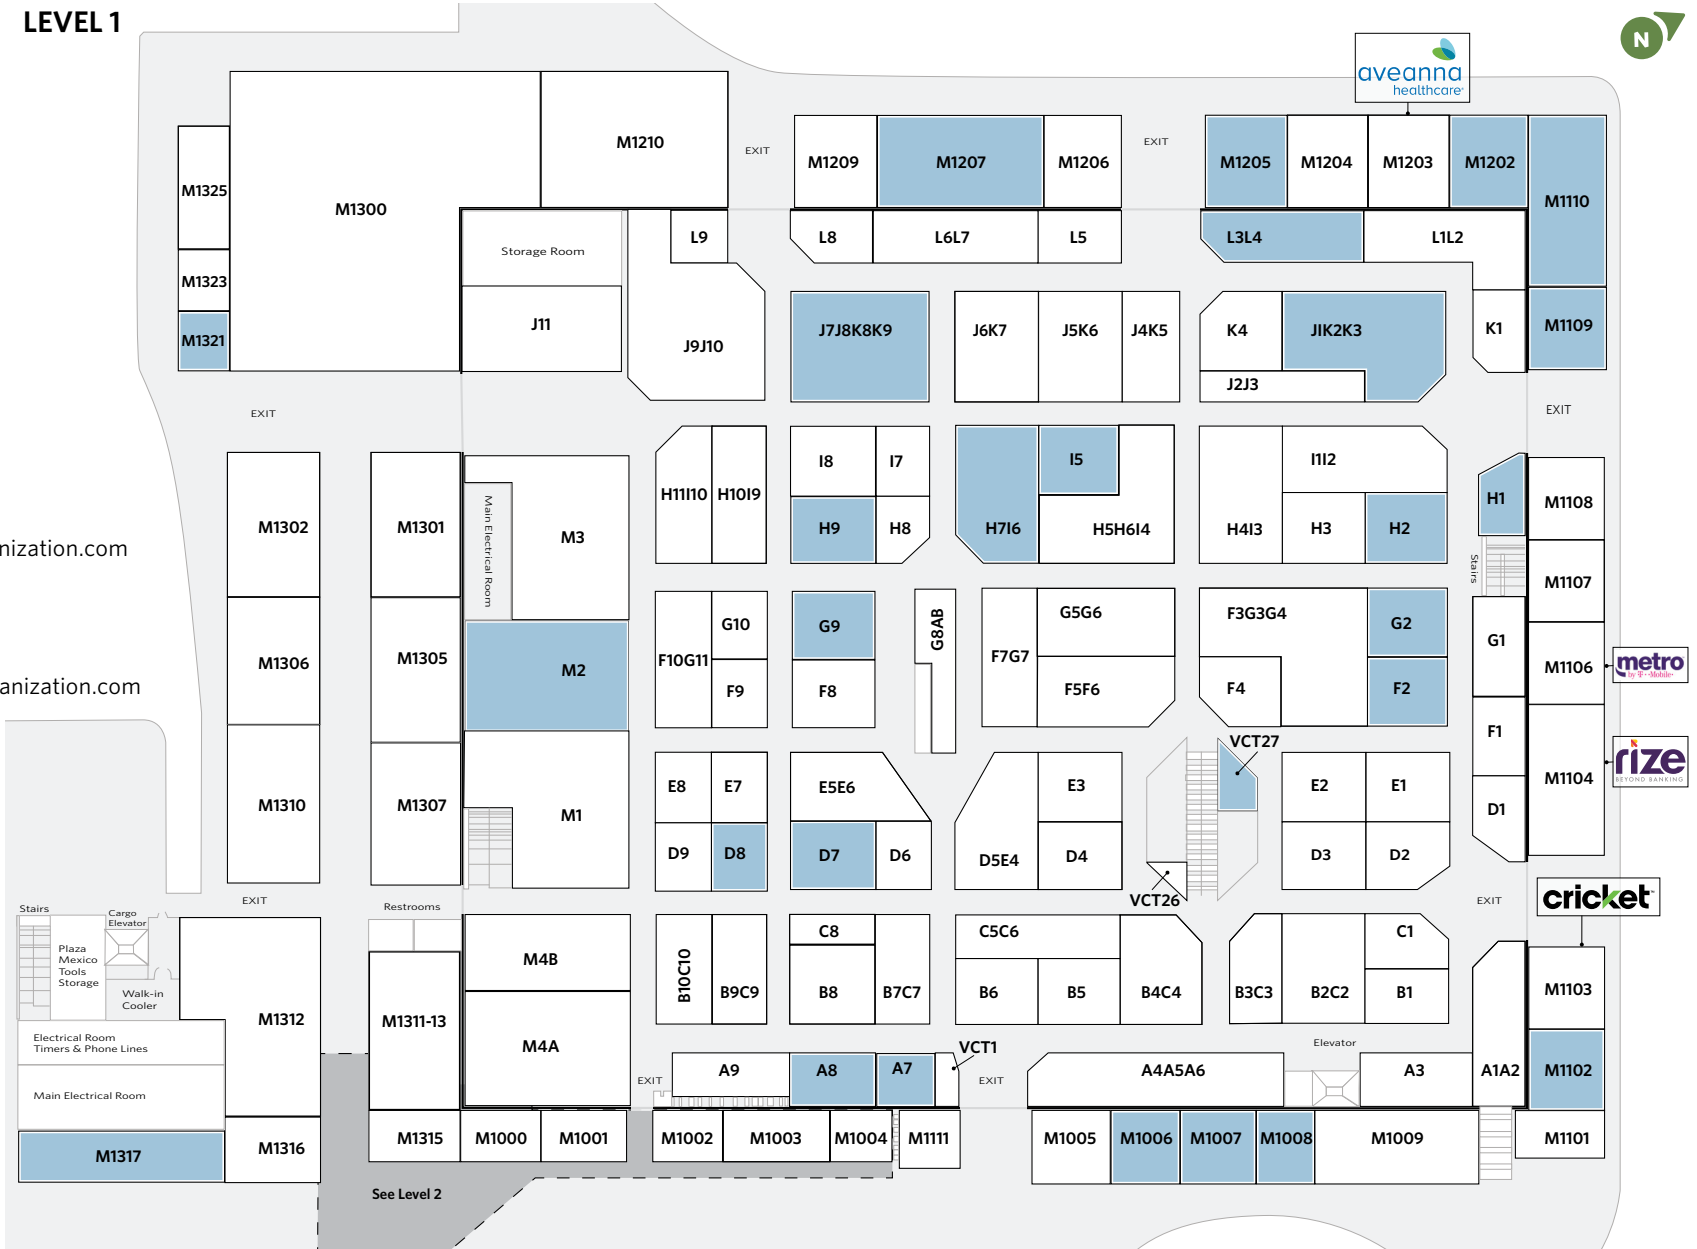 LEVEL 1
N
aveanna
healthcare
M1210
EXIT
M1209
M1207
M1206
EXIT
M1205
M1204
M1203
M1202
M1110
M1325
M1300
L9
L8
L6L7
L5
L3L4
L1L2
Storage Room
M1323
J11
M1321
J9J10
J7J8K8K9
J6K7
J5K6
J4K5
K4
J1K2K3
K1
M1109
J2J3
EXIT
EXIT
H11I10
H10I9
I8
I7
I5
I1I2
H1
M1108
M1302
M1301
Main Electrical Room
M3
H9
H8
H7I6
H5H6I4
H4I3
H3
H2
nization.com
Stairs
M1107
G10
G9
G8AB
G5G6
F3G3G4
G2
G1
M1306
M1305
M2
F10G11
F9
F8
F7G7
F5F6
F4
F2
M1106
metro
by T-Mobile
anization.com
F1
VCT27
rize
BEYOND BANKING
M1104
M1310
M1307
M1
E8
E7
E5E6
E3
E2
E1
D1
D9
D8
D7
D6
D5E4
D4
D3
D2
EXIT
VCT26
EXIT
cricket
Stairs
Cargo
Elevator
Restrooms
Plaza
Mexico
Tools
Storage
Walk-in
Cooler
M4B
C8
C5C6
C1
M1312
M1311-13
B10C10
B9C9
B8
B7C7
B6
B5
B4C4
B3C3
B2C2
B1
M1103
Electrical Room
Timers & Phone Lines
M4A
VCT1
Elevator
Main Electrical Room
EXIT
A9
A8
A7
EXIT
A4A5A6
A3
A1A2
M1102
M1317
M1316
M1315
M1000
M1001
M1002
M1003
M1004
M1111
M1005
M1006
M1007
M1008
M1009
M1101
See Level 2